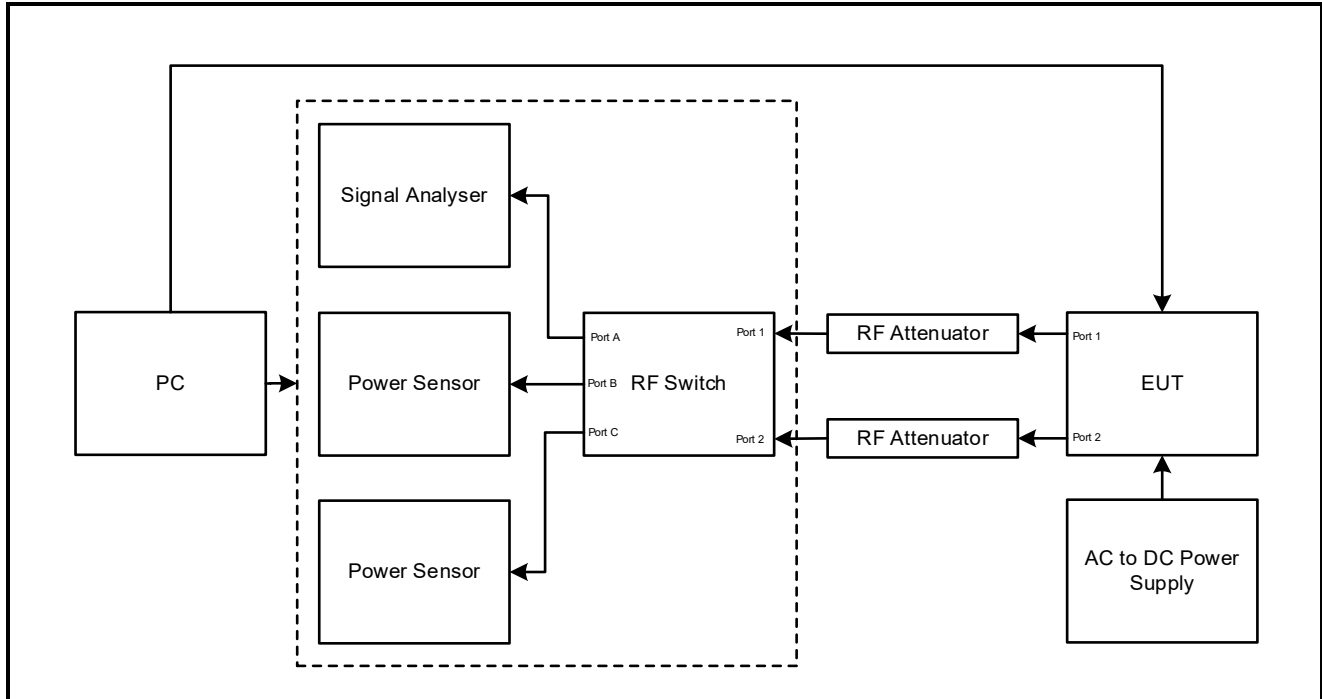 Signal Analyser
PC
Power Sensor
Port A
Port B
Port C
RF Switch
Port 1
Port 2
RF Attenuator
RF Attenuator
Port 1
Port 2
EUT
Power Sensor
AC to DC Power
Supply